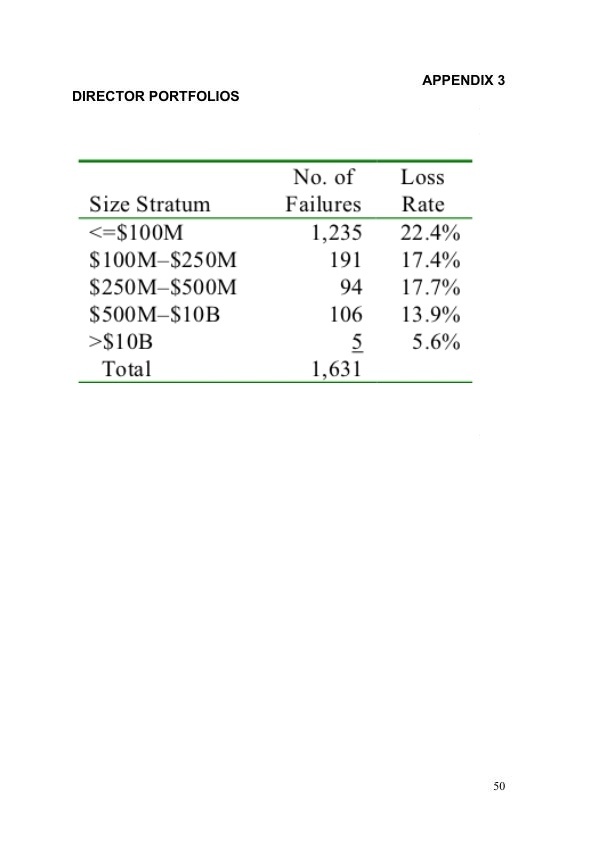 APPENDIX 3
DIRECTOR PORTFOLIOS
No. of Loss
Size Stratum Failures Rate
<=$100M 1,235 22.4%
$100M–$250M 191 17.4%
$250M–$500M 94 17.7%
$500M–$10B 106 13.9%
>$10B 5 5.6%
Total 1,631
50